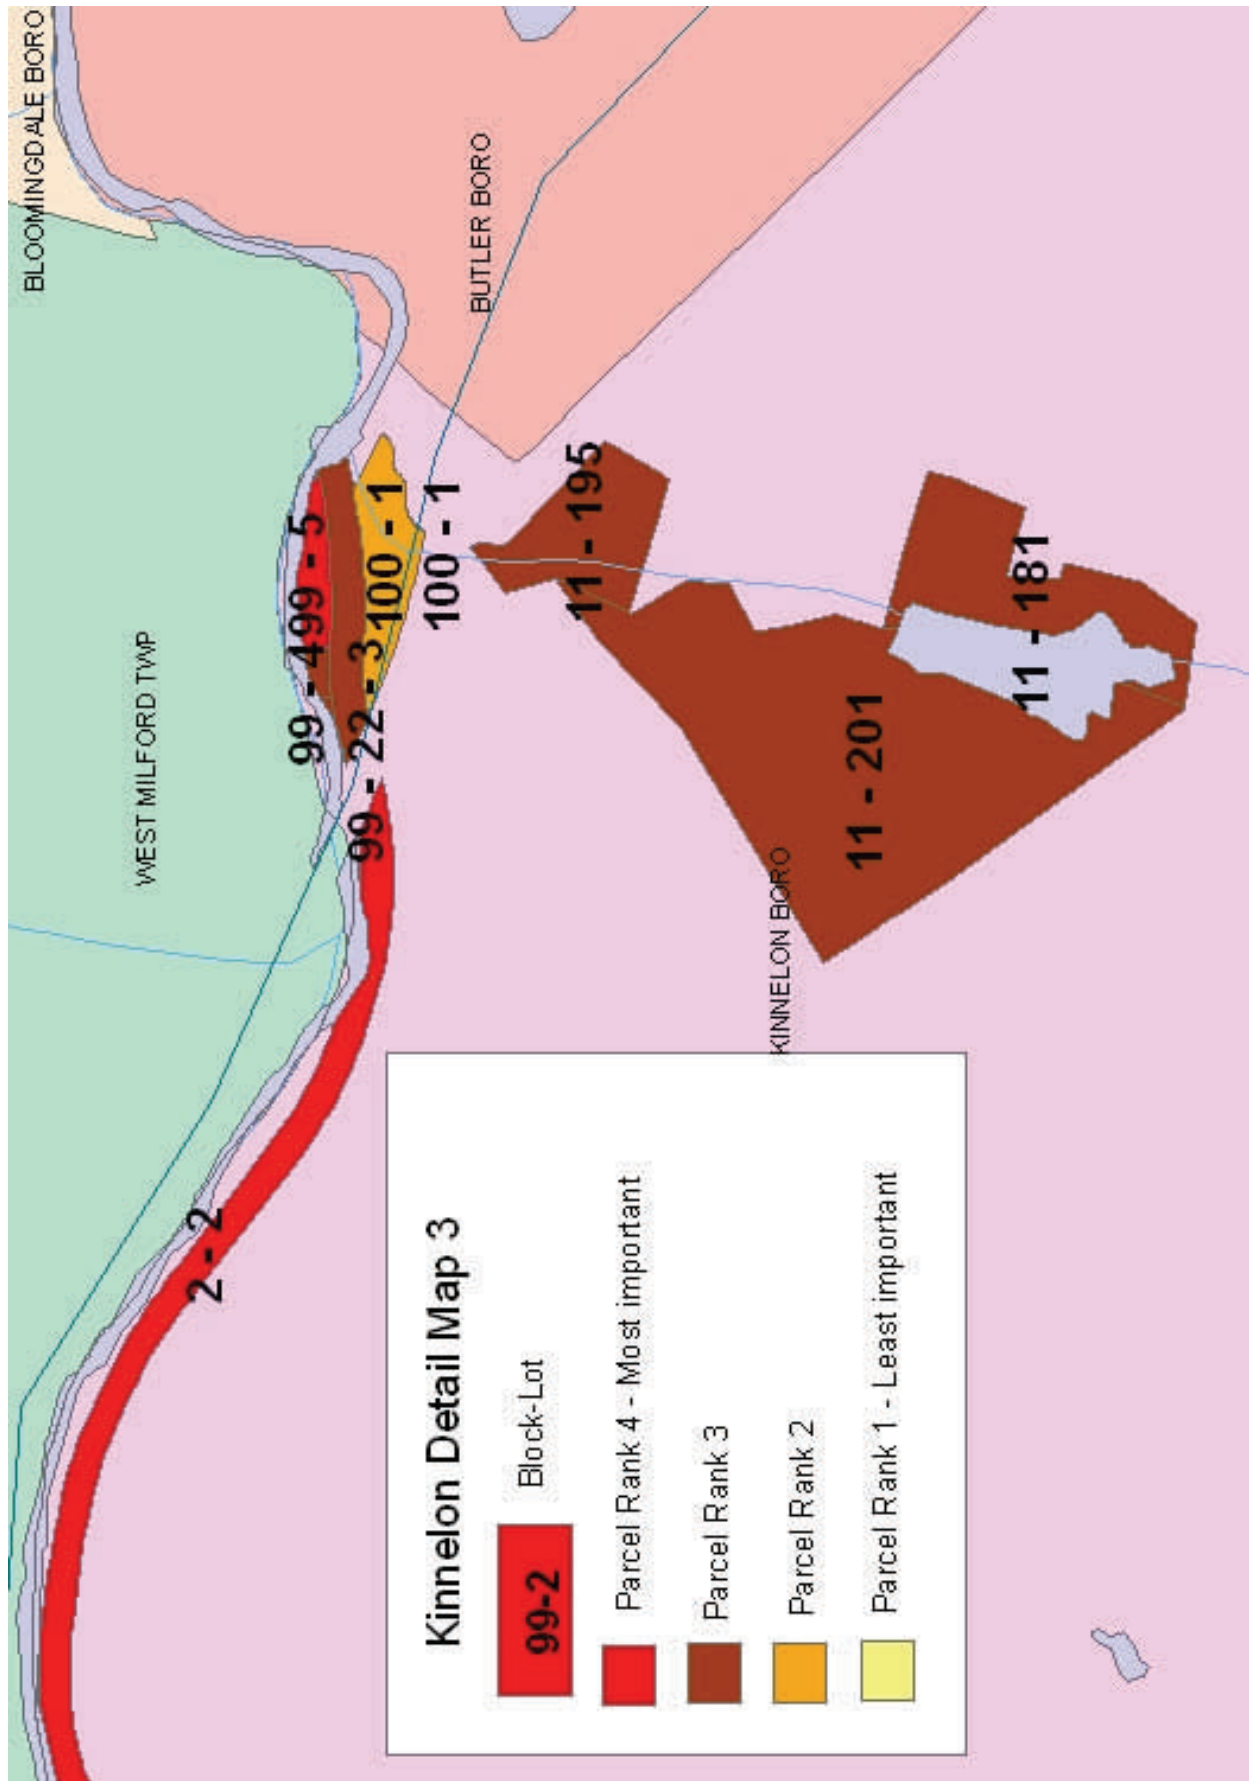 BLOOMINGDALE BORO
WEST MILFORD TWP
2 - 2
99 - 499 - 5
99 - 22 - 3
100 - 1
100 - 1
BUTLER BORO
11 - 195
KINNELON BORO
11 - 201
11 - 181
Kinnelon Detail Map 3
99-2 Block-Lot
Parcel Rank 4 - Most important
Parcel Rank 3
Parcel Rank 2
Parcel Rank 1 - Least important